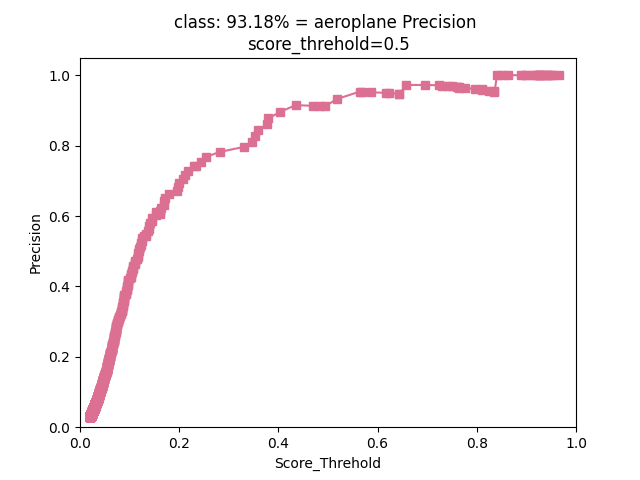 class: 93.18% = aeroplane Precision
score_threhold=0.5
1.0
0.8
0.6
0.4
0.2
0.0
Precision
0.0 0.2 0.4 0.6 0.8 1.0
Score_Threhold